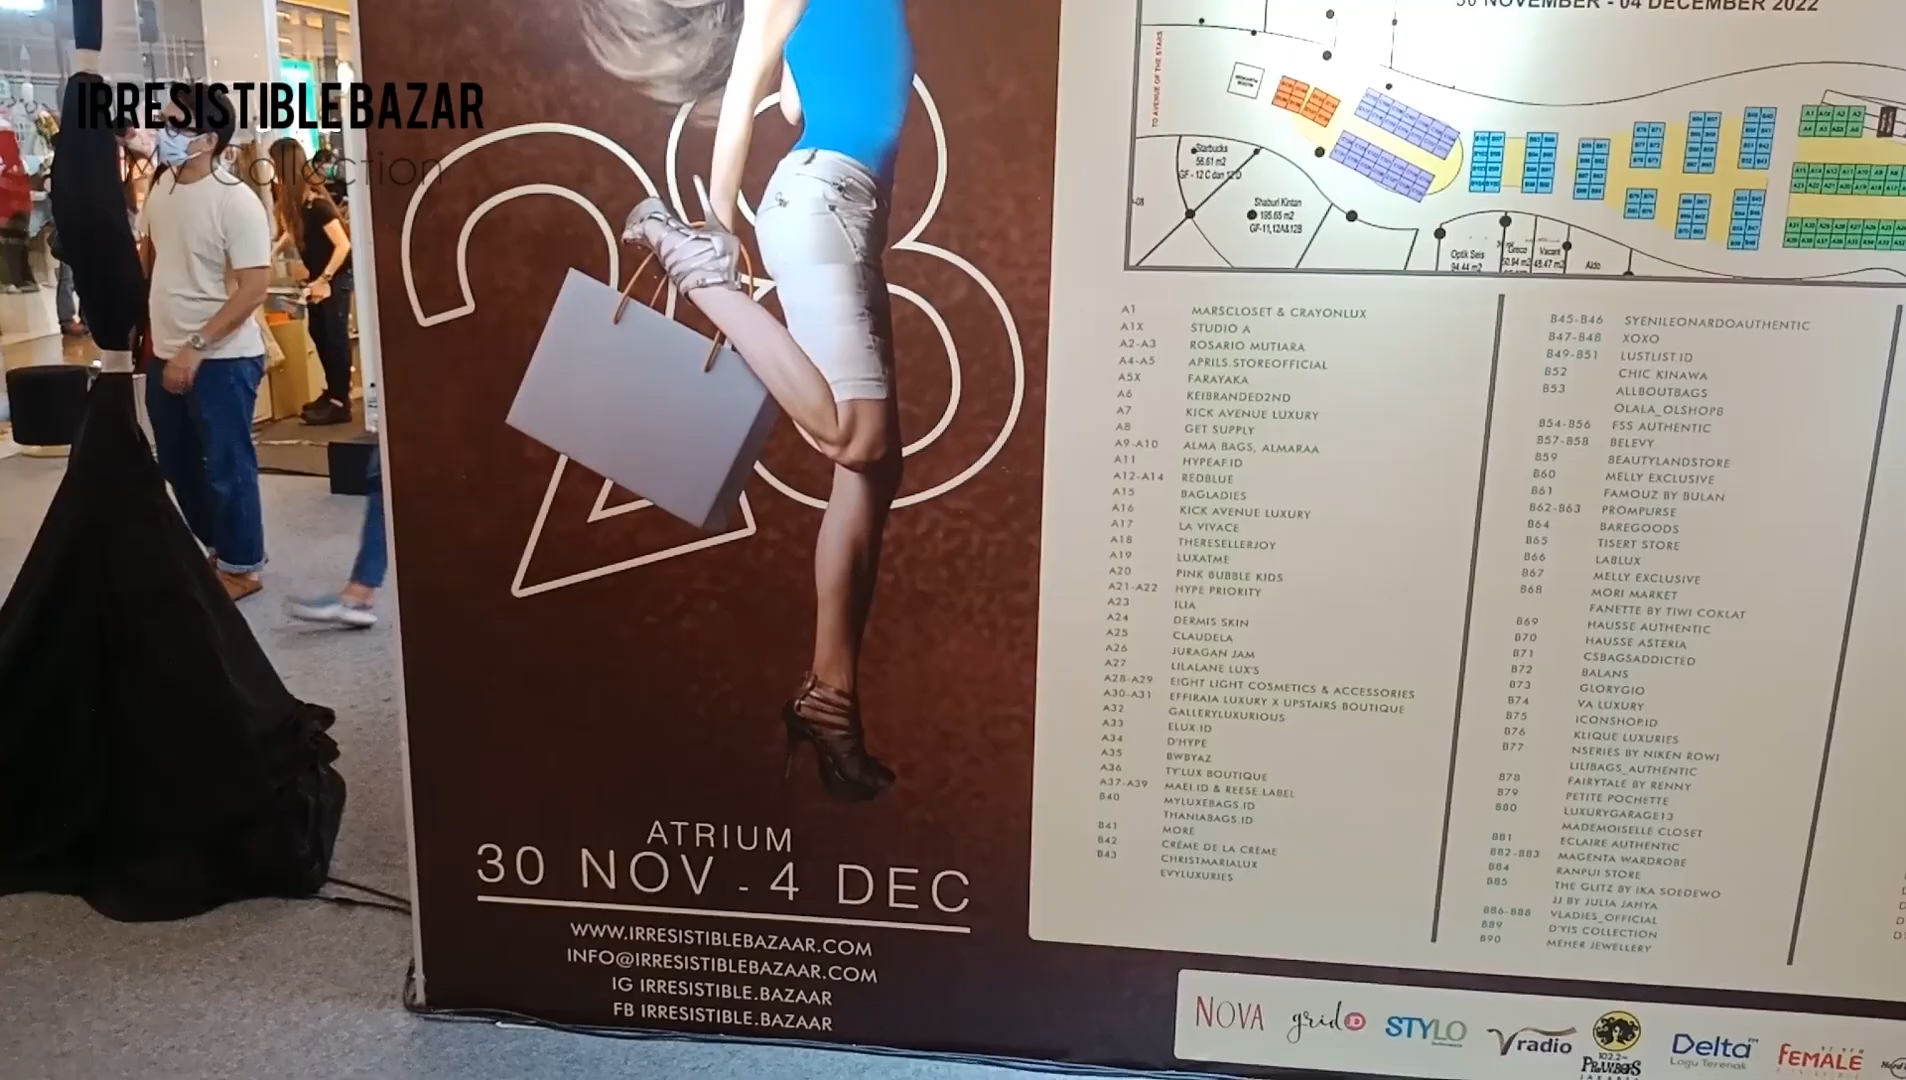 IRRESISTIBLE BAZAR
My Collection
28
ATRIUM
30 NOV - 4 DEC
WWW.IRRESISTIBLEBAZAAR.COM
INFO@IRRESISTIBLEBAZAAR.COM
IG IRRESISTIBLE.BAZAAR
FB IRRESISTIBLE.BAZAAR
30 NOVEMBER - 04 DECEMBER 2022
TO AVENUE OF THE STARS
Starbucks
56.61 m2
GF - 12 C dan 12 D
Shaburi Kintan
195.65 m2
GF-11,12A&12B
Optik Seis
94.44 m2
Vacant
48.47 m2
Aldo
A1 MARSCLOSET & CRAYONLUX
A1X STUDIO A
A2-A3 ROSARIO MUTIARA
A4-A5 APRILS.STOREOFFICIAL
A5X FARAYAKA
A6 KEIBRANDED2ND
A7 KICK AVENUE LUXURY
A8 GET SUPPLY
A9-A10 ALMA BAGS, ALMARAA
A11 HYPEAF.ID
A12-A14 REDBLUE
A15 BAGLADIES
A16 KICK AVENUE LUXURY
A17 LA VIVACE
A18 THERESELLERJOY
A19 LUXATME
A20 PINK BUBBLE KIDS
A21-A22 HYPE PRIORITY
A23 ILIA
A24 DERMIS SKIN
A25 CLAUDELA
A26 JURAGAN JAM
A27 LILALANE LUX'S
A28-A29 EIGHT LIGHT COSMETICS & ACCESSORIES
A30-A31 EFFIRAIA LUXURY X UPSTAIRS BOUTIQUE
A32 GALLERYLUXURIOUS
A33 ELUX.ID
A34 D'HYPE
A35 BWBYAZ
A36 TY'LUX BOUTIQUE
A37-A39 MAEI.ID & REESE.LABEL
B40 MYLUXEBAGS.ID
THANIABAGS.ID
B41 MORE
B42 CRÈME DE LA CRÈME
B43 CHRISTMARIALUX
EVYLUXURIES
B45-B46 SYENILEONARDOAUTHENTIC
B47-B48 XOXO
B49-B51 LUSTLIST.ID
B52 CHIC KINAWA
B53 ALLBOUTBAGS
OLALA_OLSHOPB
B54-B56 FSS AUTHENTIC
B57-B58 BELEVY
B59 BEAUTYLANDSTORE
B60 MELLY EXCLUSIVE
B61 FAMOUZ BY BULAN
B62-B63 PROMPURSE
B64 BAREGOODS
B65 TISERT STORE
B66 LABLUX
B67 MELLY EXCLUSIVE
B68 MORI MARKET
FANETTE BY TIWI COKLAT
B69 HAUSSE AUTHENTIC
B70 HAUSSE ASTERIA
B71 CSBAGSADDICTED
B72 BALANS
B73 GLORYGIO
B74 VA LUXURY
B75 ICONSHOP.ID
B76 KLIQUE LUXURIES
B77 NSERIES BY NIKEN ROWI
LILIBAGS_AUTHENTIC
B78 FAIRYTALE BY RENNY
B79 PETITE POCHETTE
B80 LUXURYGARAGE13
MADEMOISELLE CLOSET
B81 ECLAIRE AUTHENTIC
B82-B83 MAGENTA WARDROBE
B84 RANPUI STORE
B85 THE GLITZ BY IKA SOEDEWO
JJ BY JULIA JAHYA
B86-B88 VLADIES_OFFICIAL
B89 D'YIS COLLECTION
B90 MEHER JEWELLERY
NOVA grid ID STYLO Vradio 102.2 PRAMBORS JAKARTA Delta Lagu Terenak FEMALE